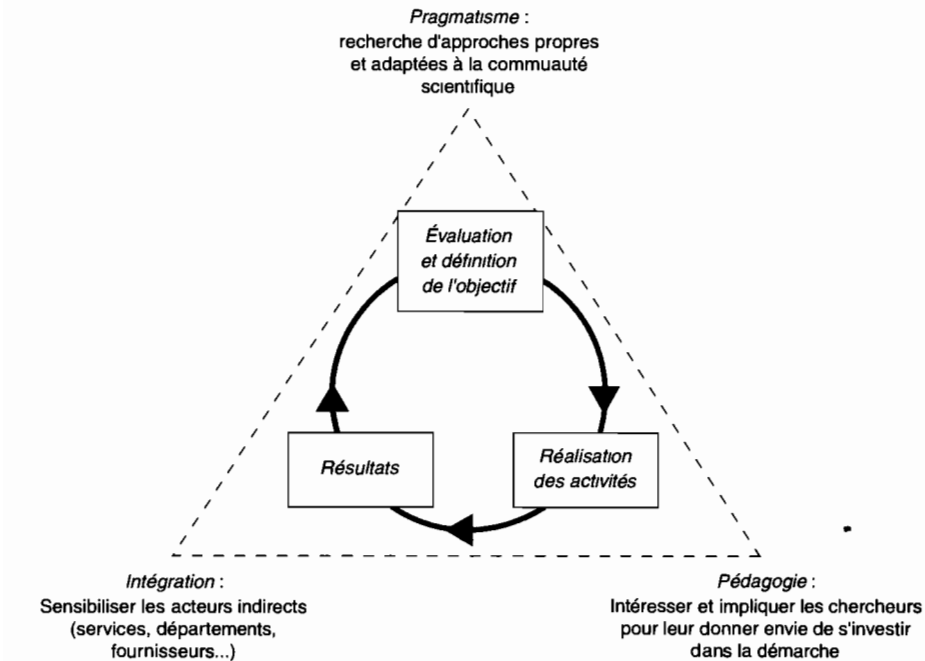 Pragmatisme :
recherche d'approches propres
et adaptées à la commuauté
scientifique
Évaluation
et définition
de l'objectif
Résultats
Réalisation
des activités
Intégration :
Sensibiliser les acteurs indirects
(services, départements,
fournisseurs...)
Pédagogie :
Intéresser et impliquer les chercheurs
pour leur donner envie de s'investir
dans la démarche